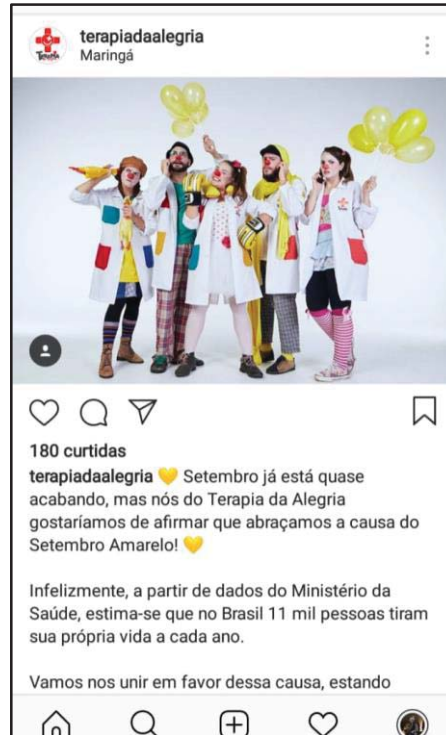 terapiadaalegria
Maringá
Terapia
180 curtidas
terapiadaalegria 💛 Setembro já está quase
acabando, mas nós do Terapia da Alegria
gostaríamos de afirmar que abraçamos a causa do
Setembro Amarelo! 💛
Infelizmente, a partir de dados do Ministério da
Saúde, estima-se que no Brasil 11 mil pessoas tiram
sua própria vida a cada ano.
Vamos nos unir em favor dessa causa, estando